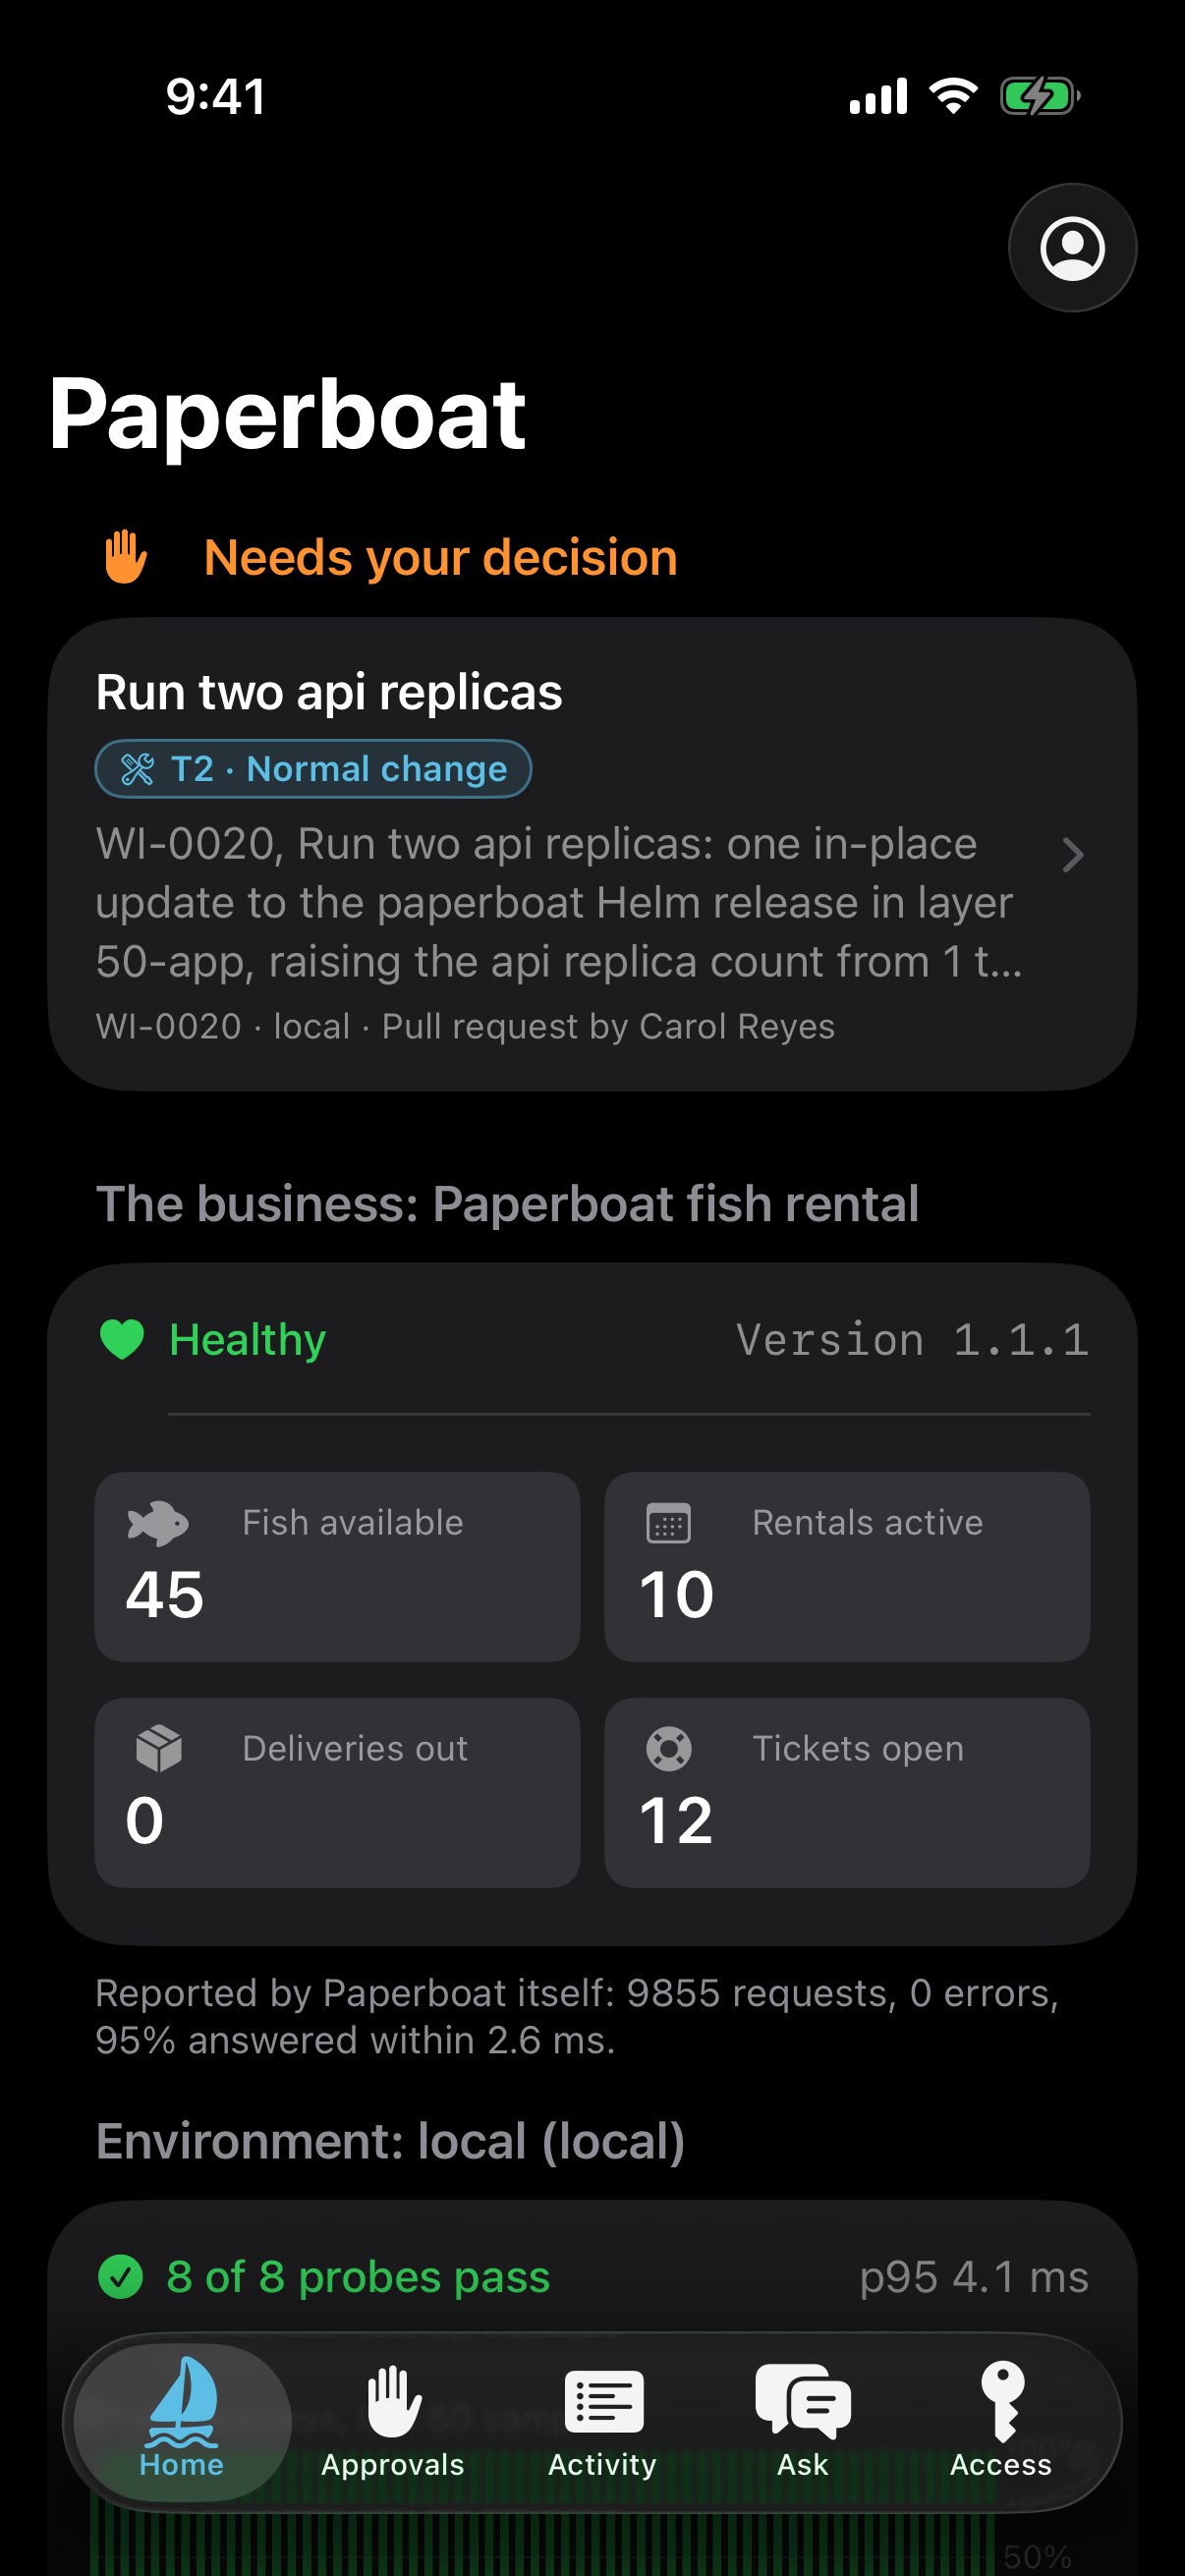 9:41
Paperboat
Needs your decision
Run two api replicas
T2 · Normal change
WI-0020, Run two api replicas: one in-place
update to the paperboat Helm release in layer
50-app, raising the api replica count from 1 t...
WI-0020 · local · Pull request by Carol Reyes
The business: Paperboat fish rental
Healthy
Version 1.1.1
Fish available
45
Rentals active
10
Deliveries out
0
Tickets open
12
Reported by Paperboat itself: 9855 requests, 0 errors,
95% answered within 2.6 ms.
Environment: local (local)
8 of 8 probes pass
p95 4.1 ms
Home
Approvals
Activity
Ask
Access
50%